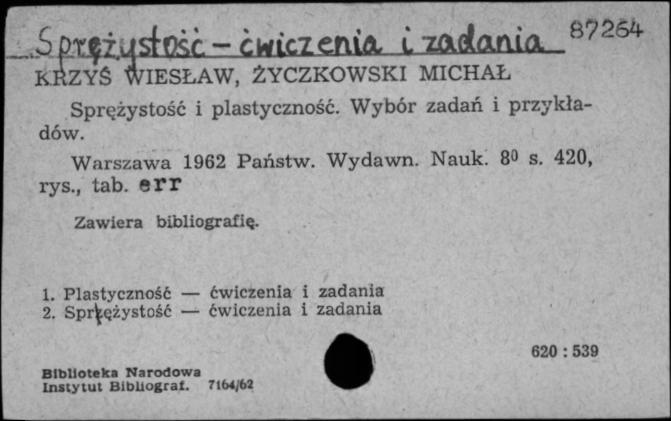 Sprężystość – ćwiczenia i zadania 87264
KRZYŚ WIESŁAW, ŻYCZKOWSKI MICHAŁ
Sprężystość i plastyczność. Wybór zadań i przykła-
dów.
Warszawa 1962 Państw. Wydawn. Nauk. 8⁰ s. 420,
rys., tab. err
Zawiera bibliografię.
1. Plastyczność — ćwiczenia i zadania
2. Sprężystość — ćwiczenia i zadania
620 : 539
Biblioteka Narodowa
Instytut Bibliograf. 7164/62